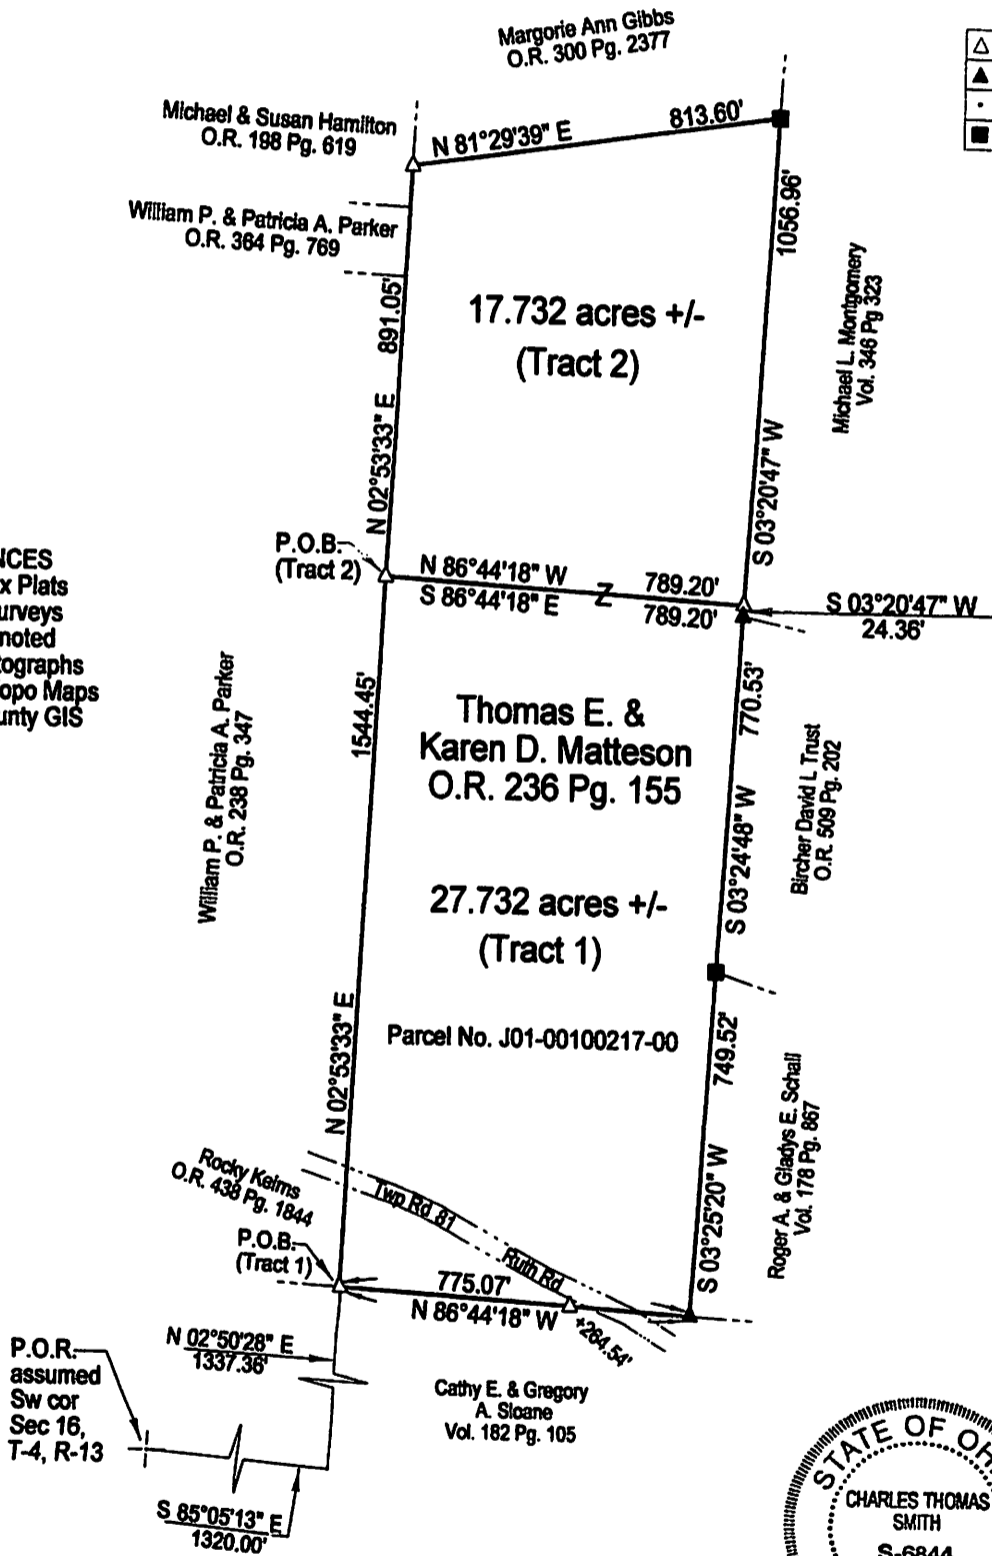 Margorie Ann Gibbs
O.R. 300 Pg. 2377
Michael & Susan Hamilton
O.R. 198 Pg. 619
N 81°29'39" E
813.60'
William P. & Patricia A. Parker
O.R. 364 Pg. 769
1056.96'
891.05'
17.732 acres +/-
(Tract 2)
Michael L. Montgomery
Vol. 346 Pg 323
N 02°53'33" E
S 03°20'47" W
P.O.B.
(Tract 2)
N 86°44'18" W
789.20'
S 86°44'18" E
Z
789.20'
S 03°20'47" W
24.36'
NCES
x Plats
urveys
noted
tographs
opo Maps
unty GIS
William P. & Patricia A. Parker
O.R. 238 Pg. 347
1544.45'
770.53'
Thomas E. &
Karen D. Matteson
O.R. 236 Pg. 155
Bircher David L Trust
O.R. 509 Pg. 202
S 03°24'48" W
27.732 acres +/-
(Tract 1)
N 02°53'33" E
Parcel No. J01-00100217-00
749.52'
Roger A. & Gladys E. Schall
Vol. 178 Pg. 867
S 03°25'20" W
Rocky Keims
O.R. 438 Pg. 1844
Twp Rd 81
Ruth Rd
P.O.B.
(Tract 1)
775.07'
N 86°44'18" W
+264.54'
N 02°50'28" E
1337.36'
P.O.R.
assumed
Sw cor
Sec 16,
T-4, R-13
Cathy E. & Gregory
A. Sloane
Vol. 182 Pg. 105
S 85°05'13" E
1320.00'
STATE OF OH
CHARLES THOMAS
SMITH
S-6844